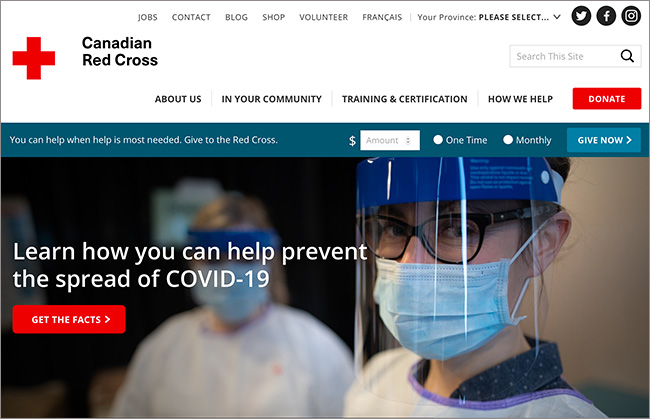 JOBS CONTACT BLOG SHOP VOLUNTEER FRANÇAIS Your Province: PLEASE SELECT...
Canadian
Red Cross
Search This Site
ABOUT US IN YOUR COMMUNITY TRAINING & CERTIFICATION HOW WE HELP DONATE
You can help when help is most needed. Give to the Red Cross. $ Amount One Time Monthly GIVE NOW >
Learn how you can help prevent
the spread of COVID-19
GET THE FACTS >